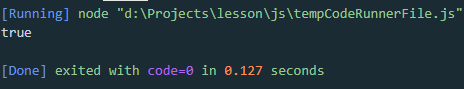 [Running] node "d:\Projects\lesson\js\tempCodeRunnerFile.js"
true
[Done] exited with code=0 in 0.127 seconds